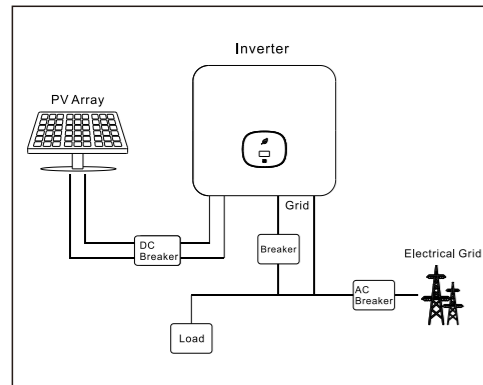 Inverter
PV Array
Grid
DC
Breaker
Breaker
Electrical Grid
AC
Breaker
Load